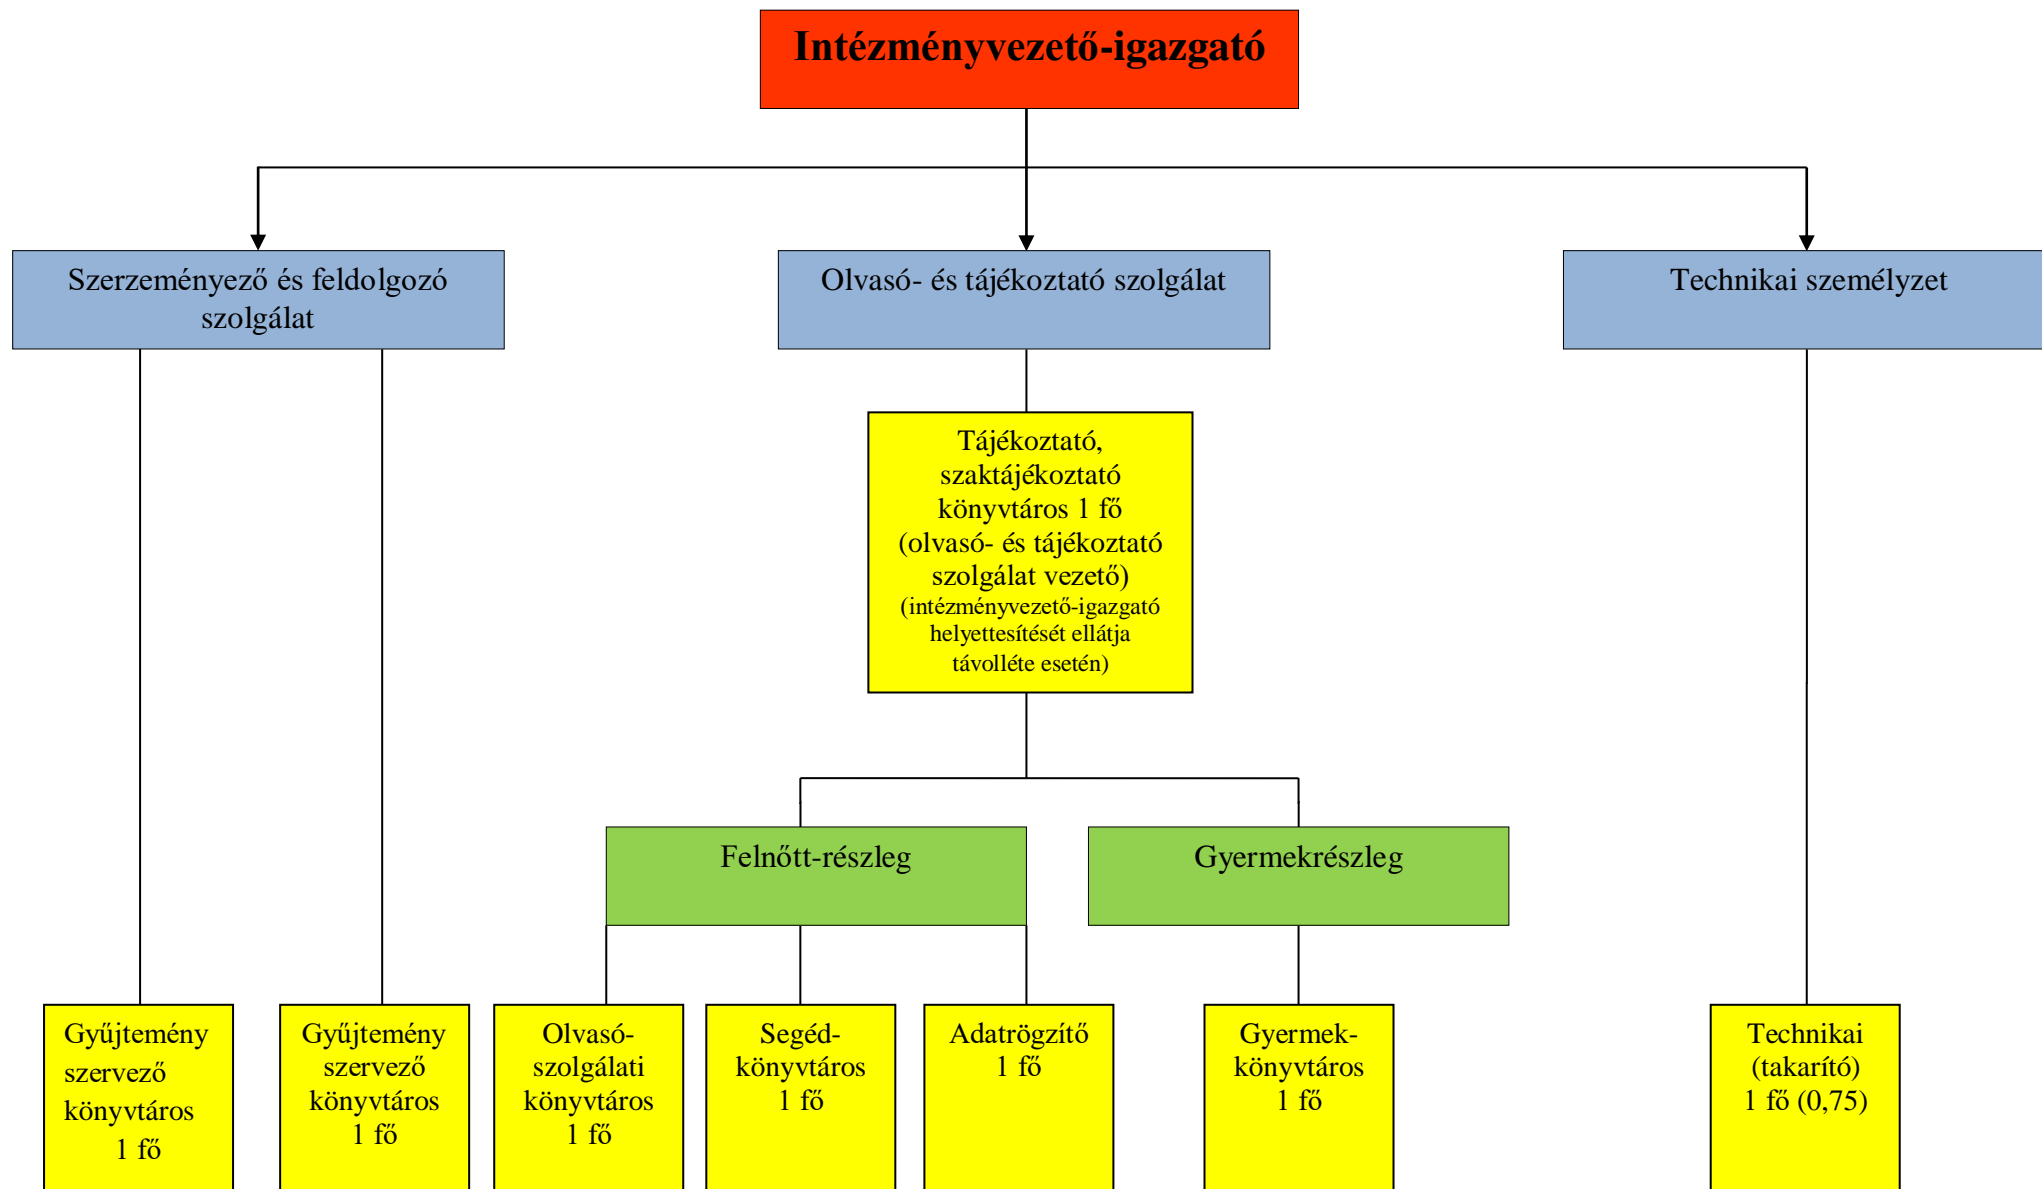 Intézményvezető-igazgató
Szerzeményező és feldolgozó
szolgálat
Olvasó- és tájékoztató szolgálat
Technikai személyzet
Tájékoztató,
szaktájékoztató
könyvtáros 1 fő
(olvasó- és tájékoztató
szolgálat vezető)
(intézményvezető-igazgató
helyettesítését ellátja
távolléte esetén)
Felnőtt-részleg
Gyermekrészleg
Gyűjtemény
szervező
könyvtáros
1 fő
Gyűjtemény
szervező
könyvtáros
1 fő
Olvasó-
szolgálati
könyvtáros
1 fő
Segéd-
könyvtáros
1 fő
Adatrögzítő
1 fő
Gyermek-
könyvtáros
1 fő
Technikai
(takarító)
1 fő (0,75)